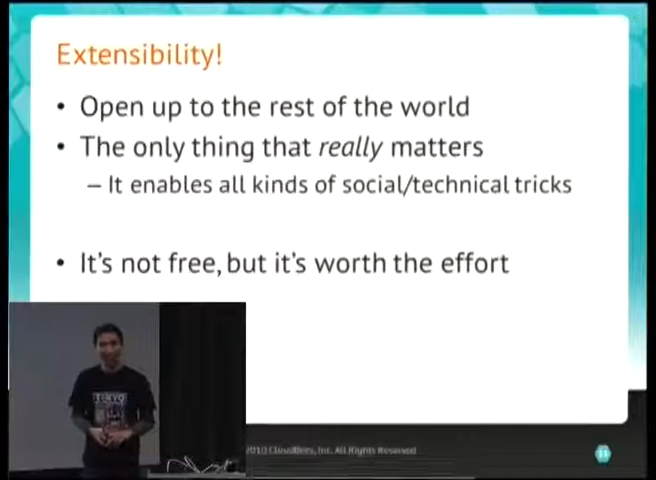 Extensibility!
• Open up to the rest of the world
• The only thing that really matters
– It enables all kinds of social/technical tricks
• It's not free, but it's worth the effort
TOKYO
2010 CloudBees, Inc. All Rights Reserved